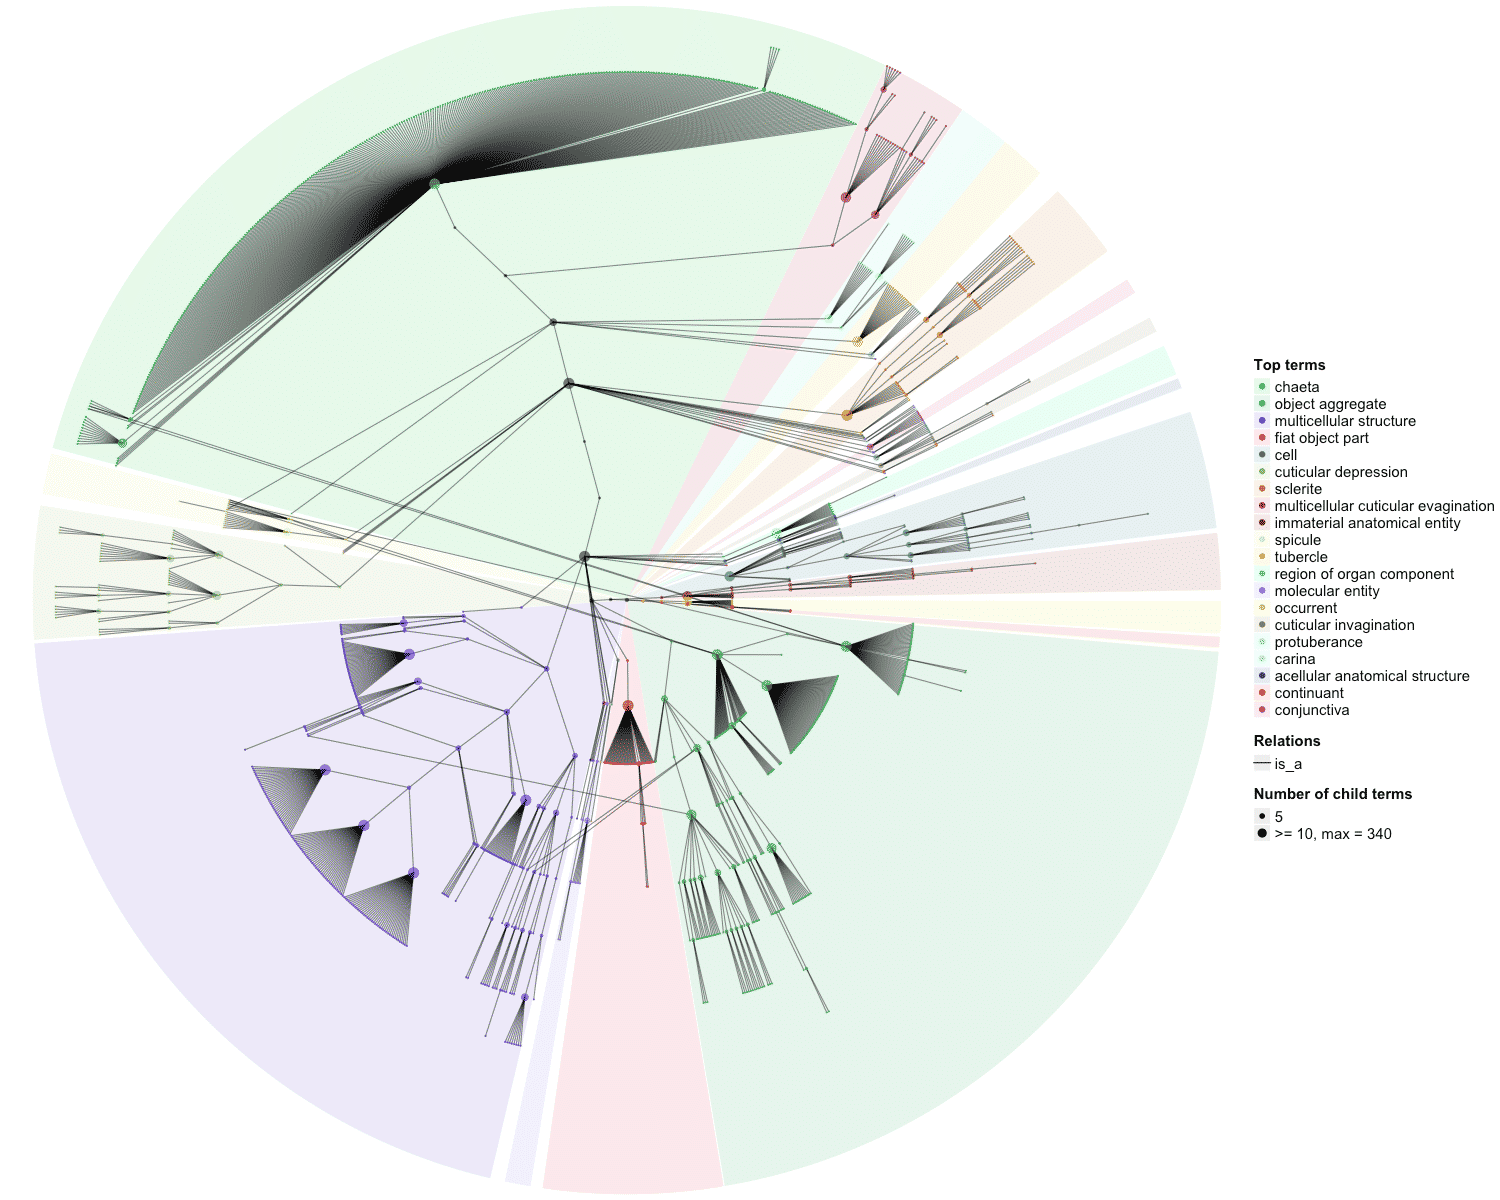 Top terms
chaeta
object aggregate
multicellular structure
fiat object part
cell
cuticular depression
sclerite
multicellular cuticular evagination
immaterial anatomical entity
spicule
tubercle
region of organ component
molecular entity
occurrent
cuticular invagination
protuberance
carina
acellular anatomical structure
continuant
conjunctiva
Relations
is_a
Number of child terms
5
>= 10, max = 340